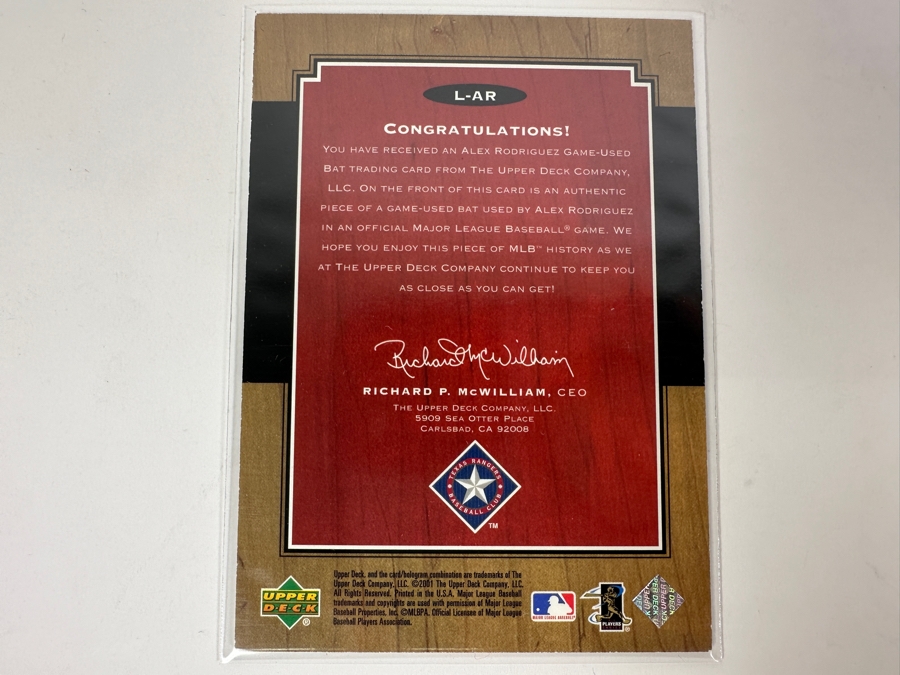 L-AR
CONGRATULATIONS!
YOU HAVE RECEIVED AN ALEX RODRIGUEZ GAME-USED
BAT TRADING CARD FROM THE UPPER DECK COMPANY,
LLC. ON THE FRONT OF THIS CARD IS AN AUTHENTIC
PIECE OF A GAME-USED BAT USED BY ALEX RODRIGUEZ
IN AN OFFICIAL MAJOR LEAGUE BASEBALL® GAME. WE
HOPE YOU ENJOY THIS PIECE OF MLB™ HISTORY AS WE
AT THE UPPER DECK COMPANY CONTINUE TO KEEP YOU
AS CLOSE AS YOU CAN GET!
Richard McWilliam
RICHARD P. McWILLIAM, CEO
THE UPPER DECK COMPANY, LLC.
5909 SEA OTTER PLACE
CARLSBAD, CA 92008
TEXAS RANGERS
BASEBALL CLUB
TM
Upper Deck, and the card/hologram combination are trademarks of The
Upper Deck Company, LLC. ©2001 The Upper Deck Company, LLC.
All Rights Reserved. Printed in the U.S.A. Major League Baseball
trademarks and copyrights are used with permission of Major League
Baseball Properties, Inc. ©MLBPA. Official Licensee of Major League
Baseball Players Association.
UPPER
DECK
®
MAJOR LEAGUE BASEBALL
PLAYERS